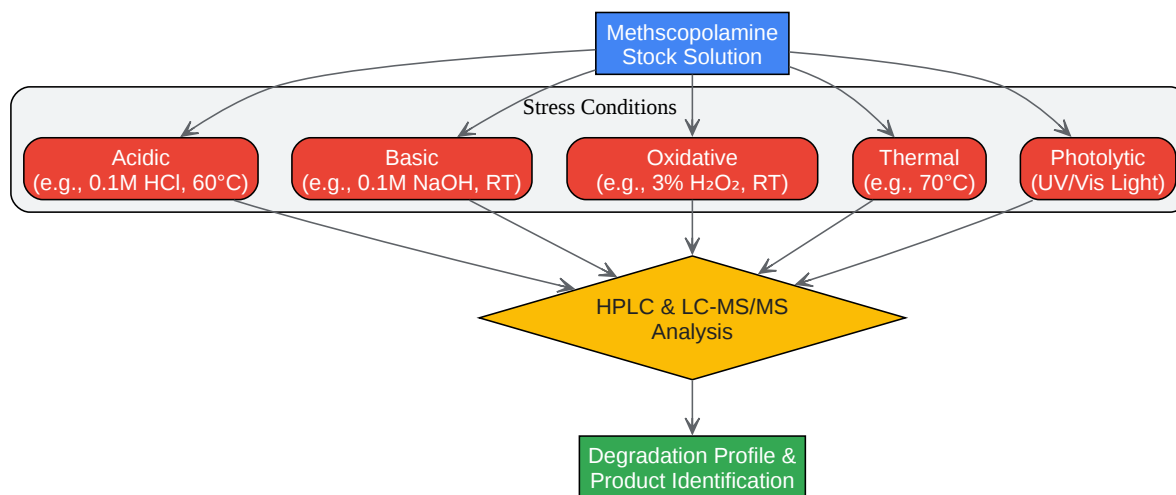 Methscopolamine
Stock Solution
Stress Conditions
Acidic
(e.g., 0.1M HCl, 60°C)
Basic
(e.g., 0.1M NaOH, RT)
Oxidative
(e.g., 3% H₂O₂, RT)
Thermal
(e.g., 70°C)
Photolytic
(UV/Vis Light)
HPLC & LC-MS/MS
Analysis
Degradation Profile &
Product Identification